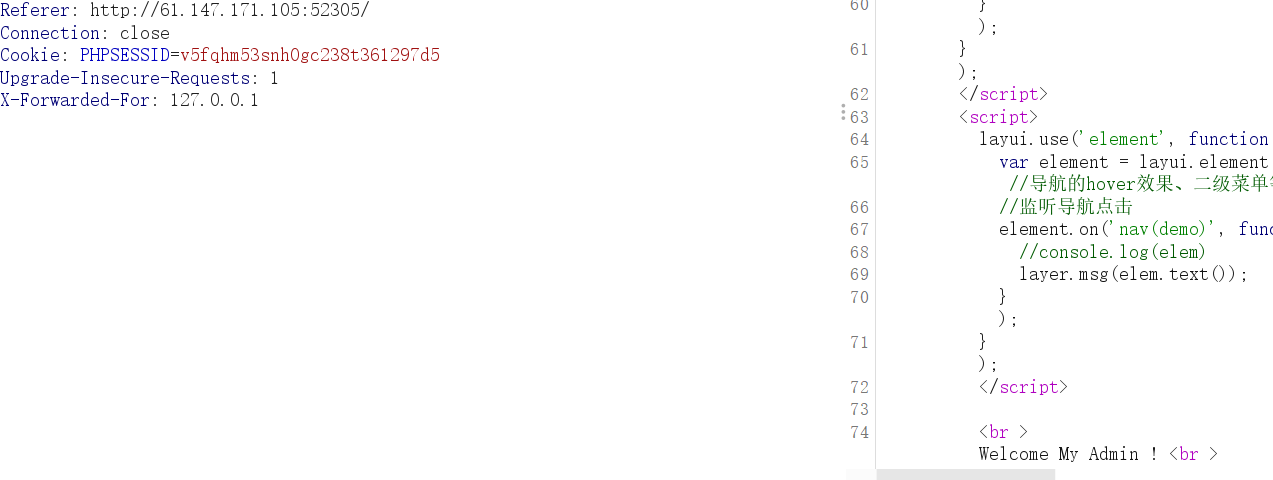 Referer: http://61.147.171.105:52305/
Connection: close
Cookie: PHPSESSID=v5fqhm53snh0gc238t361297d5
Upgrade-Insecure-Requests: 1
X-Forwarded-For: 127.0.0.1
60 }
);
61 }
);
62 </script>
63 <script>
64 layui.use('element', function
65 var element = layui.element
//导航的hover效果、二级菜单
66 //监听导航点击
67 element.on('nav(demo)', func
68 //console.log(elem)
69 layer.msg(elem.text());
70 }
);
71 }
);
72 </script>
73
74 <br >
Welcome My Admin ! <br >